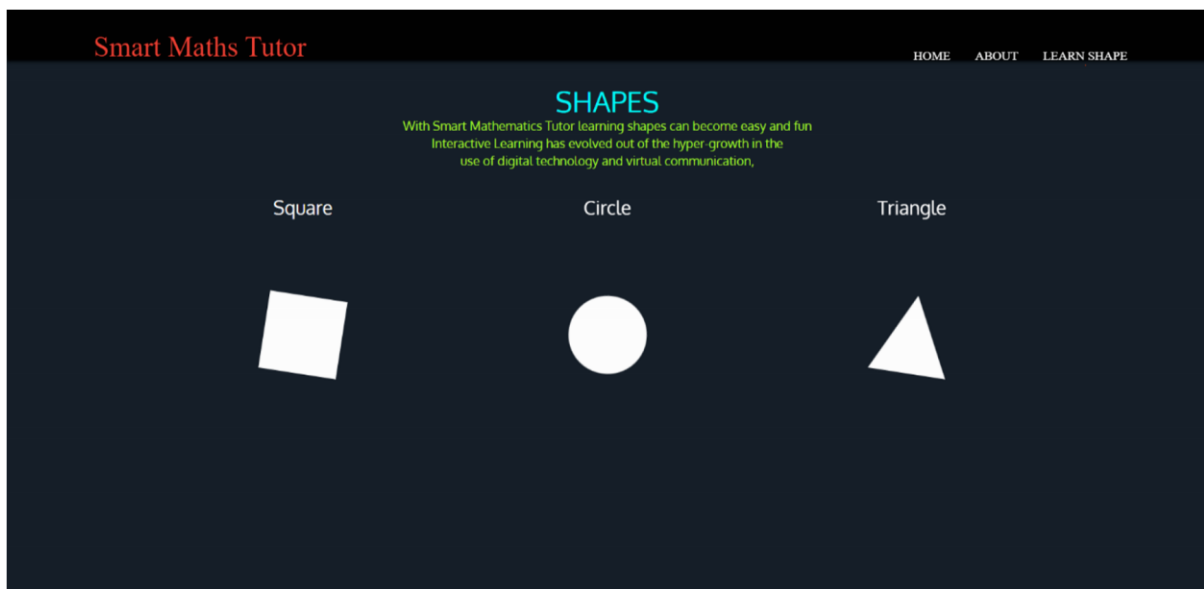 Smart Maths Tutor
HOME ABOUT LEARN SHAPE
SHAPES
With Smart Mathematics Tutor learning shapes can become easy and fun
Interactive Learning has evolved out of the hyper-growth in the
use of digital technology and virtual communication,
Square Circle Triangle